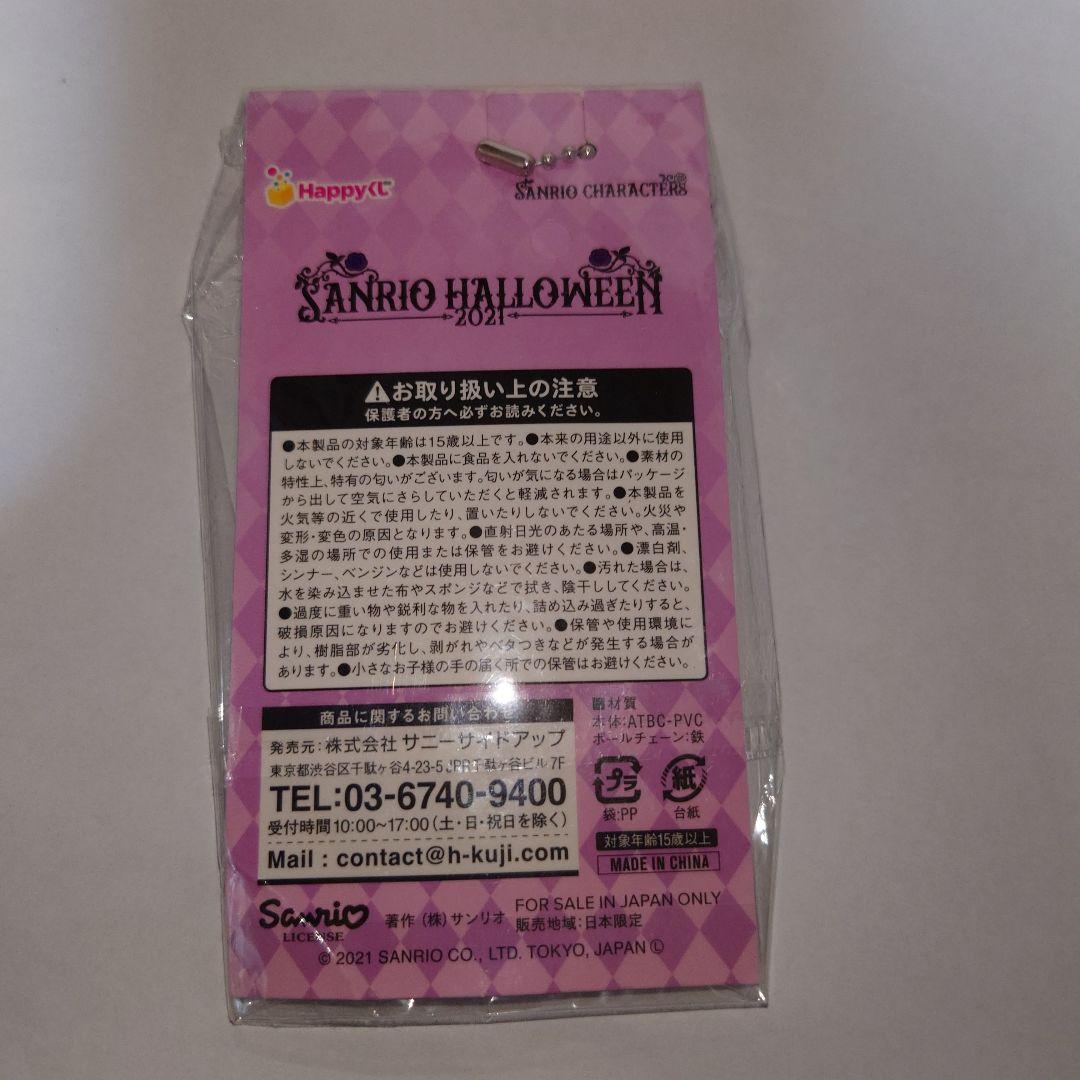 Happyくじ
SANRIO CHARACTERS
SANRIO HALLOWEEN
2021
⚠お取り扱い上の注意
保護者の方へ必ずお読みください。
●本製品の対象年齢は15歳以上です。●本来の用途以外に使用
しないでください。●本製品に食品を入れないでください。●素材の
特性上、特有の匂いがございます。匂いが気になる場合はパッケージ
から出して空気にさらしていただくと軽減されます。●本製品を
火気等の近くで使用したり、置いたりしないでください。火災や
変形・変色の原因となります。●直射日光のあたる場所や、高温・
多湿の場所での使用または保管をお避けください。●漂白剤、
シンナー、ベンジンなどは使用しないでください。●汚れた場合は、
水を染み込ませた布やスポンジなどで拭き、陰干ししてください。
●過度に重い物や鋭利な物を入れたり、詰め込み過ぎたりすると、
破損原因になりますのでお避けください。●保管や使用環境に
より、樹脂部が劣化し、剥がれやベタつきなどが発生する場合が
あります。●小さなお子様の手の届く所での保管はお避けください。
商品に関するお問い合わせ
発売元:株式会社 サニーサイドアップ
東京都渋谷区千駄ヶ谷4-23-5 JPR千駄ヶ谷ビル 7F
TEL:03-6740-9400
受付時間10:00~17:00(土・日・祝日を除く)
Mail : contact@h-kuji.com
材質
本体:ATBC-PVC
ボールチェーン:鉄
プラ
袋:PP
紙
台紙
対象年齢15歳以上
MADE IN CHINA
Sanrio
LICENSE
著作 (株) サンリオ
FOR SALE IN JAPAN ONLY
販売地域:日本限定
© 2021 SANRIO CO., LTD. TOKYO, JAPAN Ⓛ